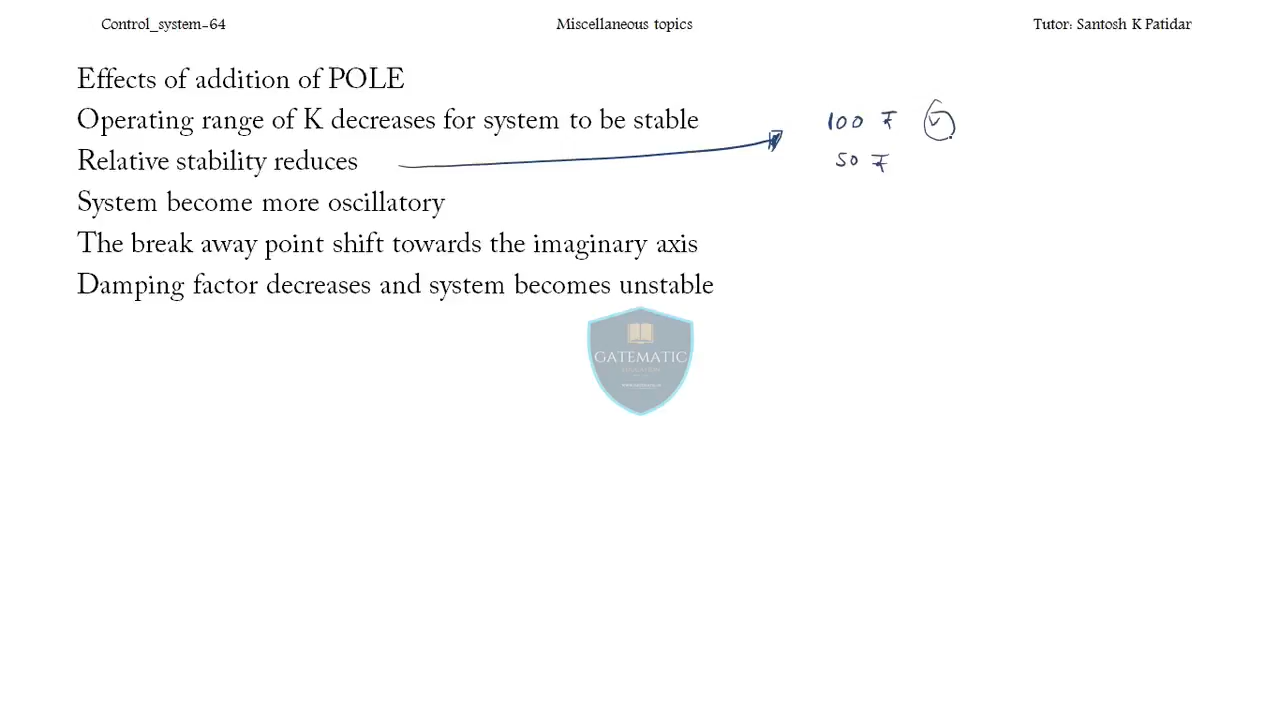 Control_system-64
Miscellaneous topics
Tutor: Santosh K Patidar
Effects of addition of POLE
Operating range of K decreases for system to be stable
100 ₹
Relative stability reduces
50 ₹
System become more oscillatory
The break away point shift towards the imaginary axis
Damping factor decreases and system becomes unstable
GATEMATIC
EDUCATION